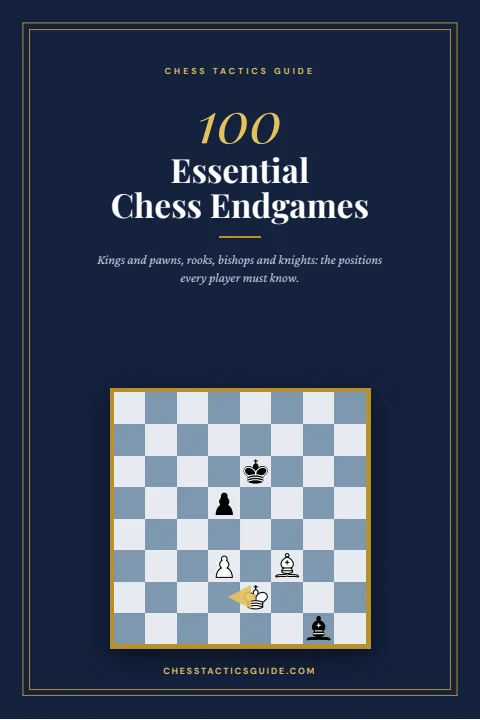 CHESS TACTICS GUIDE
100
Essential
Chess Endgames
Kings and pawns, rooks, bishops and knights: the positions
every player must know.
CHESSTACTICSGUIDE.COM